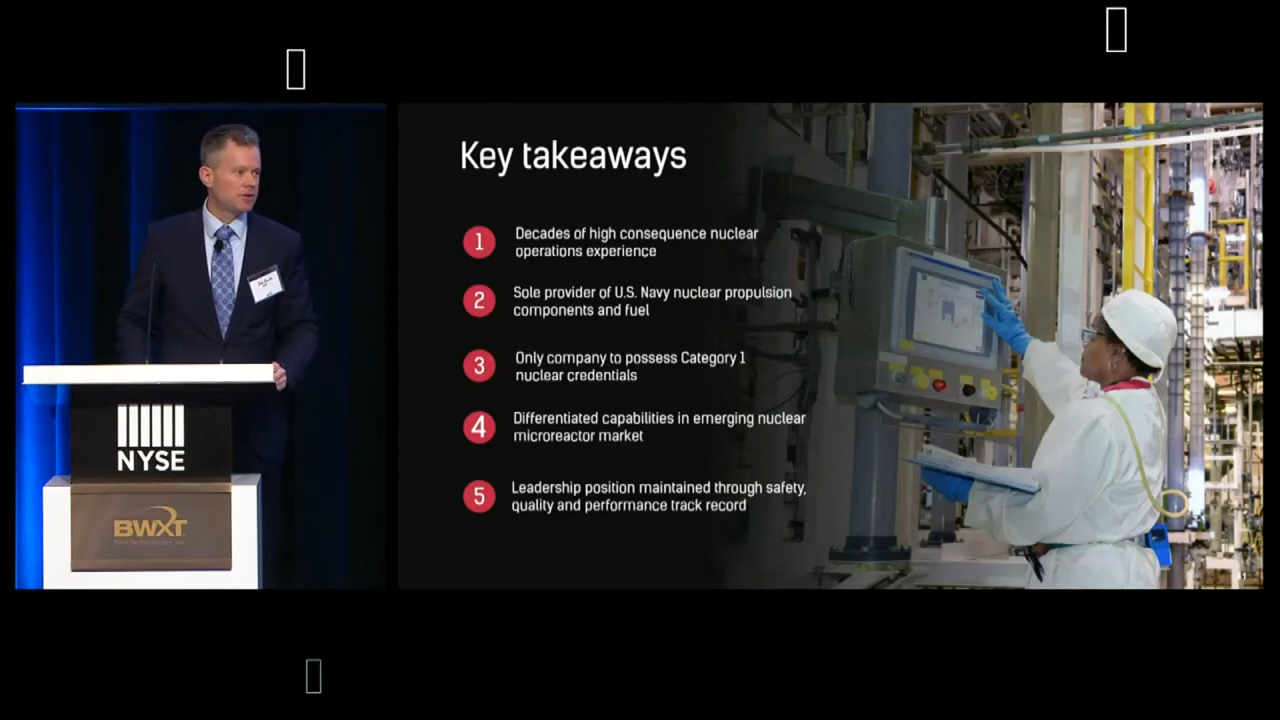 Key takeaways
1
Decades of high consequence nuclear
operations experience
2
Sole provider of U.S. Navy nuclear propulsion
components and fuel
3
Only company to possess Category 1
nuclear credentials
4
Differentiated capabilities in emerging nuclear
microreactor market
5
Leadership position maintained through safety,
quality and performance track record
NYSE
BWXT